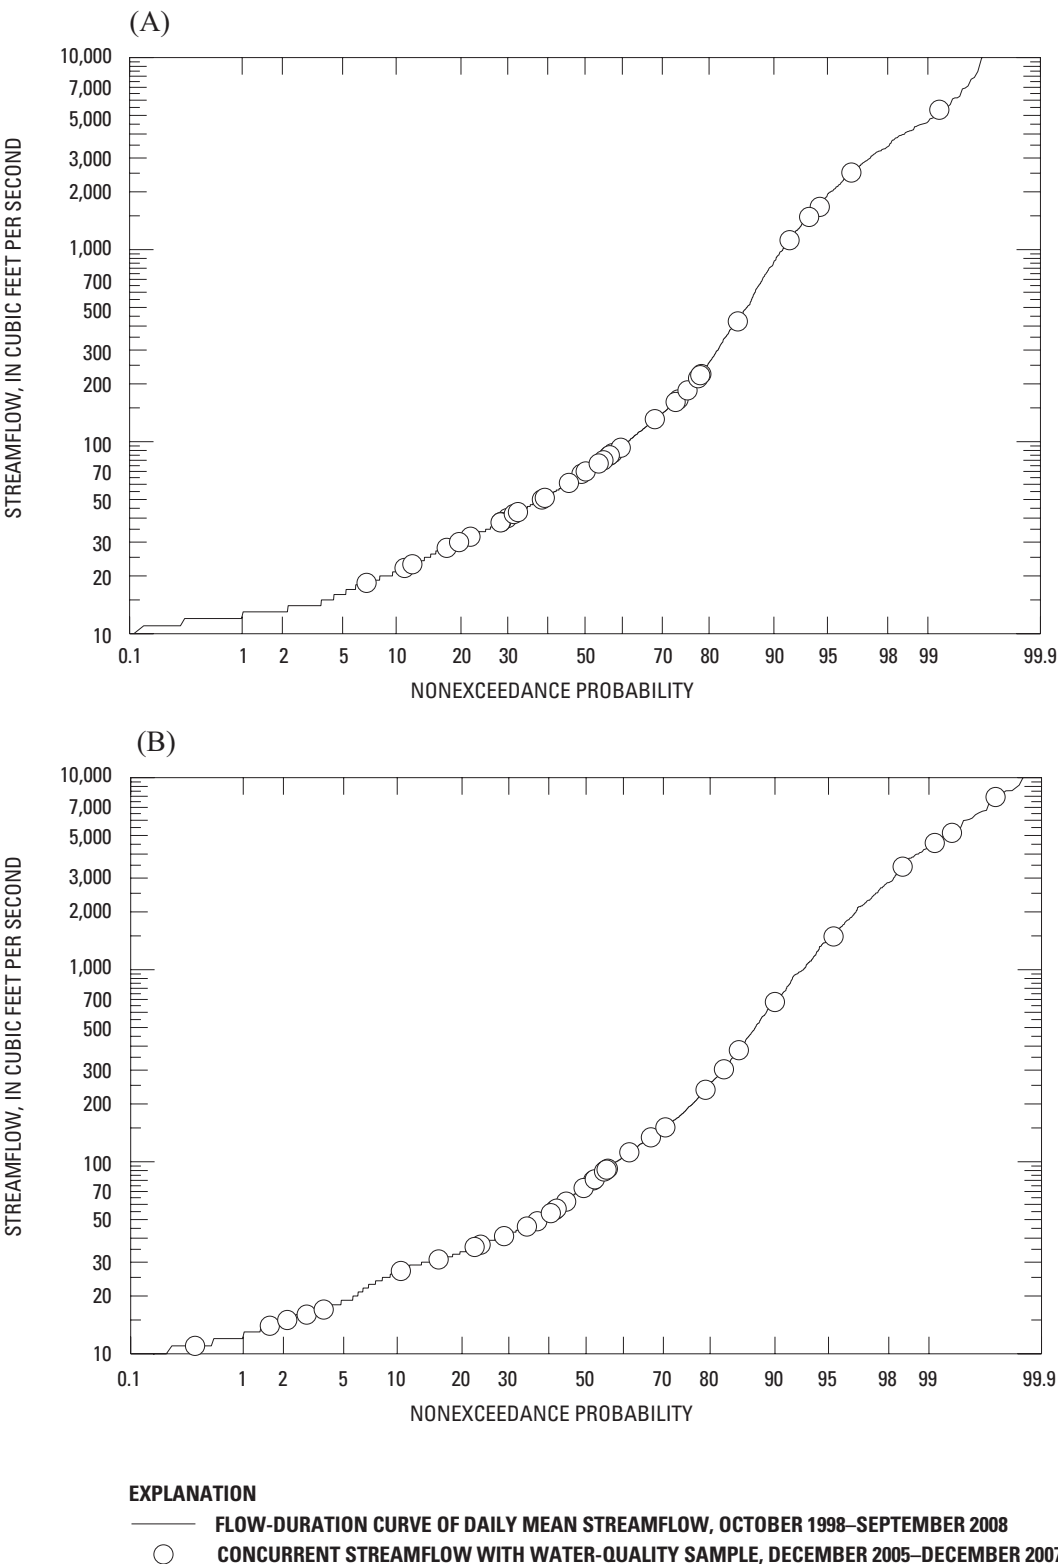 (A)
10,000
7,000
5,000
3,000
2,000
1,000
700
500
300
200
100
70
50
30
20
10
STREAMFLOW, IN CUBIC FEET PER SECOND
0.1 1 2 5 10 20 30 50 70 80 90 95 98 99 99.9
NONEXCEEDANCE PROBABILITY
(B)
10,000
7,000
5,000
3,000
2,000
1,000
700
500
300
200
100
70
50
30
20
10
STREAMFLOW, IN CUBIC FEET PER SECOND
0.1 1 2 5 10 20 30 50 70 80 90 95 98 99 99.9
NONEXCEEDANCE PROBABILITY
EXPLANATION
FLOW-DURATION CURVE OF DAILY MEAN STREAMFLOW, OCTOBER 1998–SEPTEMBER 2008
CONCURRENT STREAMFLOW WITH WATER-QUALITY SAMPLE, DECEMBER 2005–DECEMBER 2007